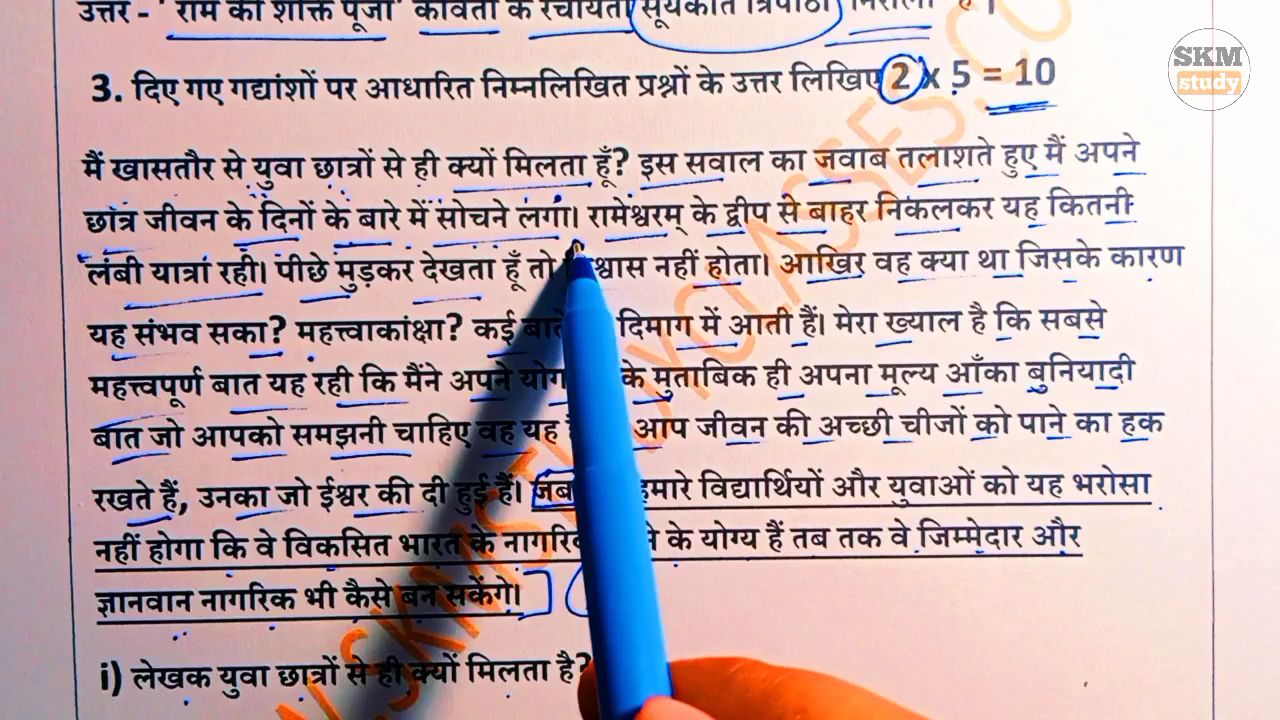 उत्तर - 'राम की शक्ति पूजा' कविता के रचयिता सूर्यकांत त्रिपाठी निराला है।
SKM
study
3. दिए गए गद्यांशों पर आधारित निम्नलिखित प्रश्नों के उत्तर लिखिए 2 x 5 = 10
मैं खासतौर से युवा छात्रों से ही क्यों मिलता हूँ? इस सवाल का जवाब तलाशते हुए मैं अपने
छात्र जीवन के दिनों के बारे में सोचने लगा। रामेश्वरम् के द्वीप से बाहर निकलकर यह कितनी
लंबी यात्रा रही। पीछे मुड़कर देखता हूँ तो नहीं होता। आखिर वह क्या था जिसके कारण
यह संभव सका? महत्त्वाकांक्षा? कई दिमाग में आती हैं। मेरा ख्याल है कि सबसे
महत्त्वपूर्ण बात यह रही कि मैंने अपने के मुताबिक ही अपना मूल्य आँका बुनियादी
बात जो आपको समझनी चाहिए वह यह आप जीवन की अच्छी चीजों को पाने का हक
रखते हैं, उनका जो ईश्वर की दी हुई हैं। जब हमारे विद्यार्थियों और युवाओं को यह भरोसा
नहीं होगा कि वे विकसित भारत के के योग्य हैं तब तक वे जिम्मेदार और
ज्ञानवान नागरिक भी कैसे बन सकेंगे।
i) लेखक युवा छात्रों से ही क्यों मिलता है?